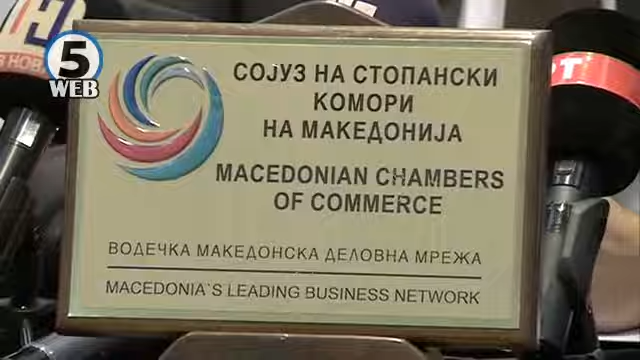 5
WEB
СОЈУЗ НА СТОПАНСКИ
КОМОРИ
НА МАКЕДОНИЈА
MACEDONIAN CHAMBERS
OF COMMERCE
ВОДЕЧКА МАКЕДОНСКА ДЕЛОВНА МРЕЖА
MACEDONIA`S LEADING BUSINESS NETWORK